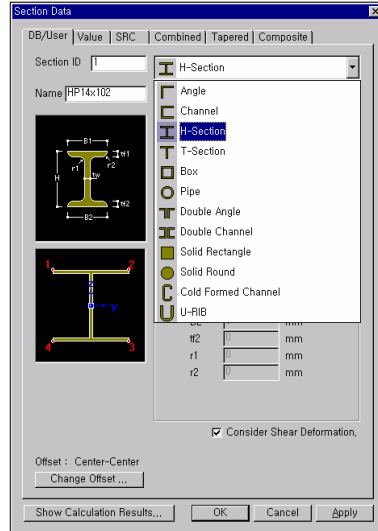 Section Data
DB/User Value SRC Combined Tapered Composite
Section ID 1 H-Section
Name HP14x102
Angle
Channel
H-Section
T-Section
Box
Pipe
Double Angle
Double Channel
Solid Rectangle
Solid Round
Cold Formed Channel
U-RIB
B1
tf1
r1 r2
H tw
tf2
B2
1 2
z
y
4 3
B2 0 mm
tf2 0 mm
r1 0 mm
r2 0 mm
Consider Shear Deformation,
Offset : Center-Center
Change Offset ...
Show Calculation Results... OK Cancel Apply